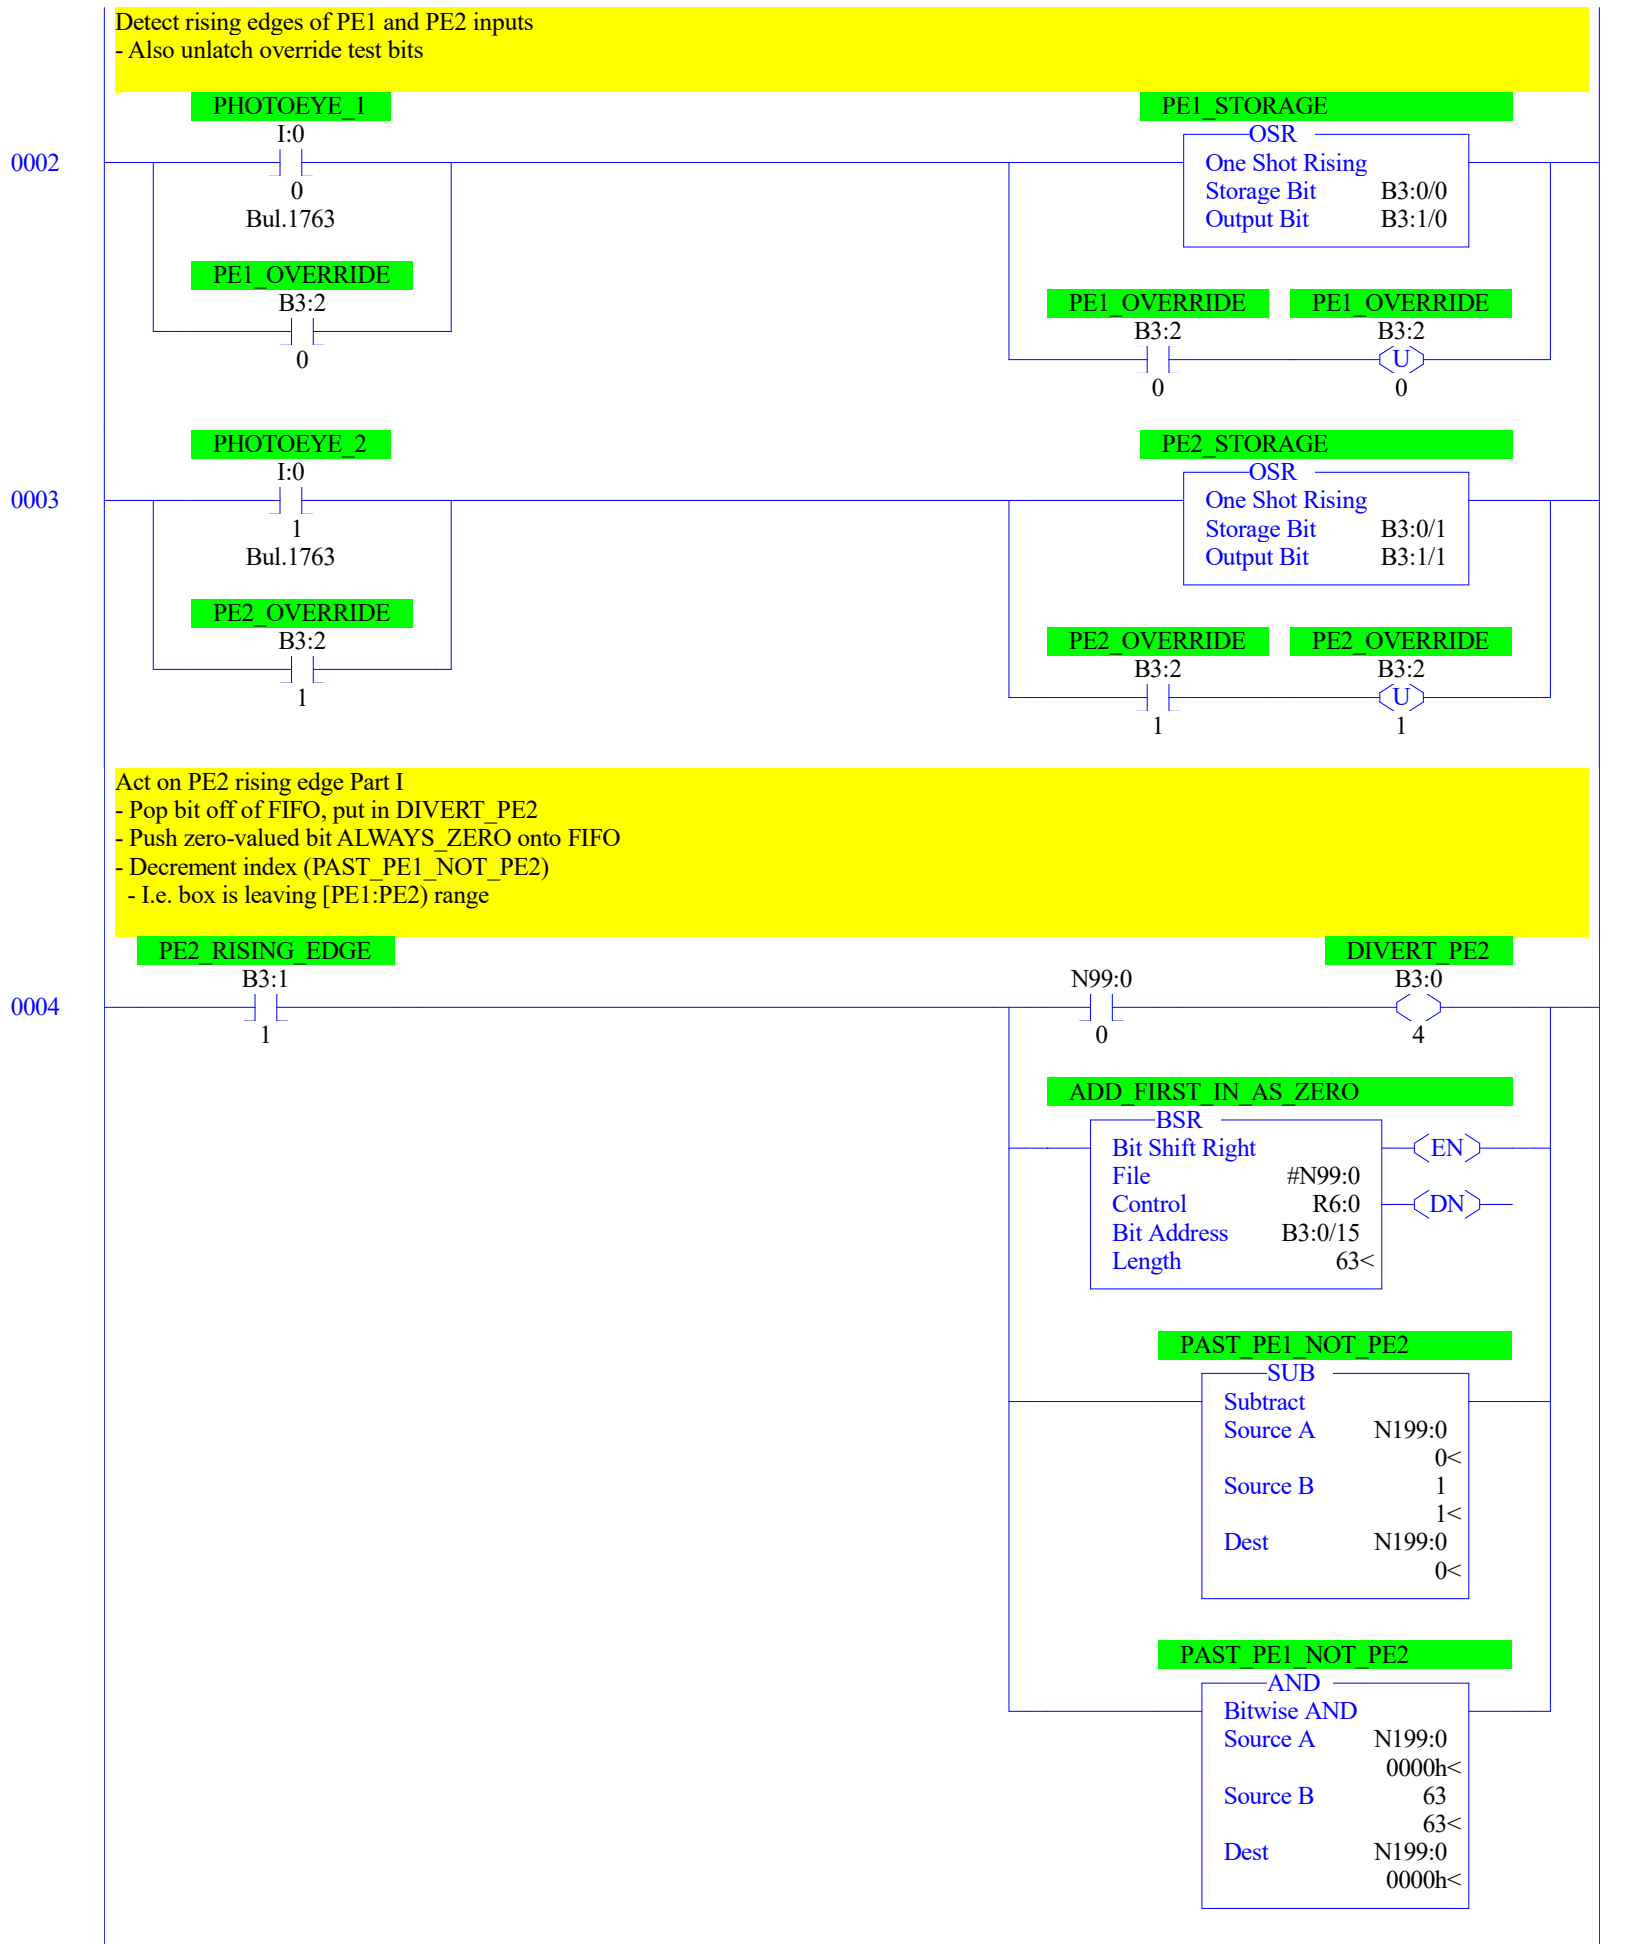 Detect rising edges of PE1 and PE2 inputs
- Also unlatch override test bits
PHOTOEYE_1 PE1_STORAGE
I:0 OSR
0002 One Shot Rising
0 Storage Bit B3:0/0
Bul.1763 Output Bit B3:1/0
PE1_OVERRIDE
B3:2 PE1_OVERRIDE PE1_OVERRIDE
B3:2 B3:2
0 U
0 0
PHOTOEYE_2 PE2_STORAGE
I:0 OSR
0003 One Shot Rising
1 Storage Bit B3:0/1
Bul.1763 Output Bit B3:1/1
PE2_OVERRIDE
B3:2 PE2_OVERRIDE PE2_OVERRIDE
B3:2 B3:2
1 U
1 1
Act on PE2 rising edge Part I
- Pop bit off of FIFO, put in DIVERT_PE2
- Push zero-valued bit ALWAYS_ZERO onto FIFO
- Decrement index (PAST_PE1_NOT_PE2)
- I.e. box is leaving [PE1:PE2) range
PE2_RISING_EDGE DIVERT_PE2
B3:1 N99:0 B3:0
0004
1 0 4
ADD_FIRST_IN_AS_ZERO
BSR
Bit Shift Right EN
File #N99:0
Control R6:0 DN
Bit Address B3:0/15
Length 63<
PAST_PE1_NOT_PE2
SUB
Subtract
Source A N199:0
0<
Source B 1
1<
Dest N199:0
0<
PAST_PE1_NOT_PE2
AND
Bitwise AND
Source A N199:0
0000h<
Source B 63
63<
Dest N199:0
0000h<